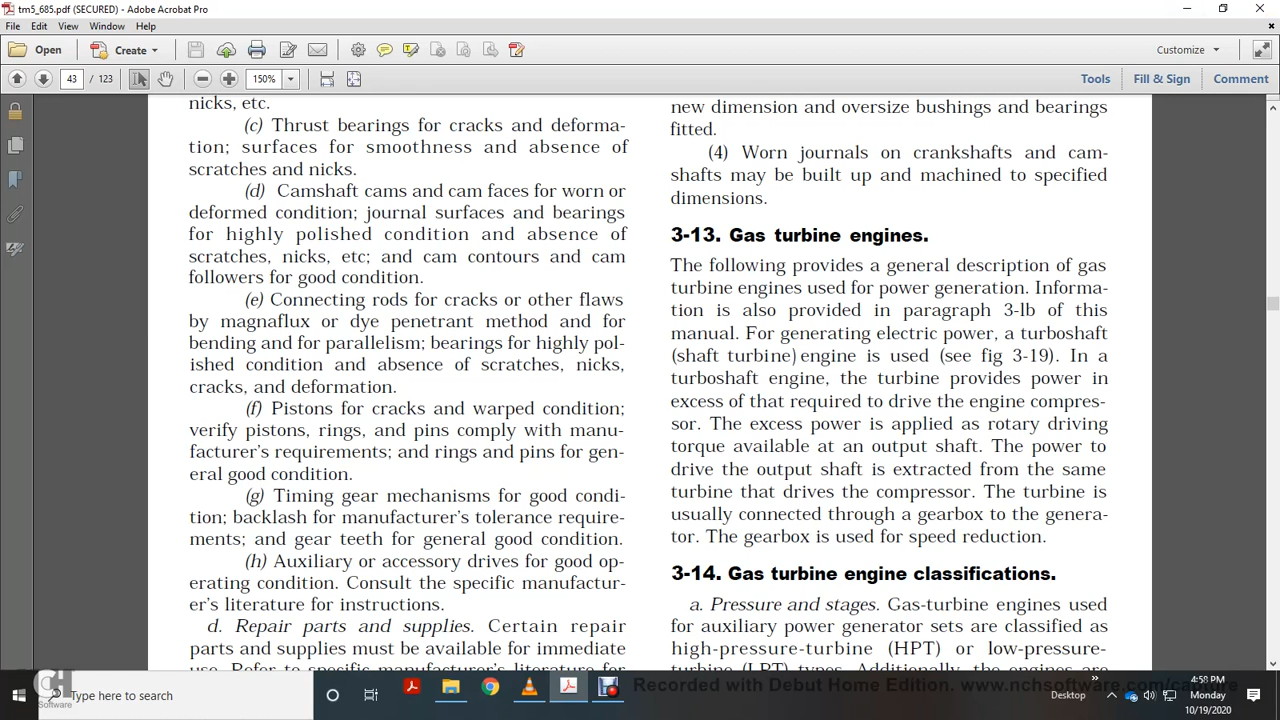 tm5_685.pdf (SECURED) - Adobe Acrobat Pro
File Edit View Window Help
Open Create Customize
43 / 123 150% Tools Fill & Sign Comment
nicks, etc.
(c) Thrust bearings for cracks and deforma-
tion; surfaces for smoothness and absence of
scratches and nicks.
(d) Camshaft cams and cam faces for worn or
deformed condition; journal surfaces and bearings
for highly polished condition and absence of
scratches, nicks, etc; and cam contours and cam
followers for good condition.
(e) Connecting rods for cracks or other flaws
by magnaflux or dye penetrant method and for
bending and for parallelism; bearings for highly pol-
ished condition and absence of scratches, nicks,
cracks, and deformation.
(f) Pistons for cracks and warped condition;
verify pistons, rings, and pins comply with manu-
facturer's requirements; and rings and pins for gen-
eral good condition.
(g) Timing gear mechanisms for good condi-
tion; backlash for manufacturer's tolerance require-
ments; and gear teeth for general good condition.
(h) Auxiliary or accessory drives for good op-
erating condition. Consult the specific manufactur-
er's literature for instructions.
d. Repair parts and supplies. Certain repair
parts and supplies must be available for immediate
use. Refer to specific manufacturer's literature for
new dimension and oversize bushings and bearings
fitted.
(4) Worn journals on crankshafts and cam-
shafts may be built up and machined to specified
dimensions.
3-13. Gas turbine engines.
The following provides a general description of gas
turbine engines used for power generation. Informa-
tion is also provided in paragraph 3-lb of this
manual. For generating electric power, a turboshaft
(shaft turbine) engine is used (see fig 3-19). In a
turboshaft engine, the turbine provides power in
excess of that required to drive the engine compres-
sor. The excess power is applied as rotary driving
torque available at an output shaft. The power to
drive the output shaft is extracted from the same
turbine that drives the compressor. The turbine is
usually connected through a gearbox to the genera-
tor. The gearbox is used for speed reduction.
3-14. Gas turbine engine classifications.
a. Pressure and stages. Gas-turbine engines used
for auxiliary power generator sets are classified as
high-pressure-turbine (HPT) or low-pressure-
turbine (LPT) types. Additionally, the engines are
Type here to search
Software
Recorded with Debut Home Edition. www.nchsoftware.com/capture
Desktop
4:58 PM
Monday
10/19/2020